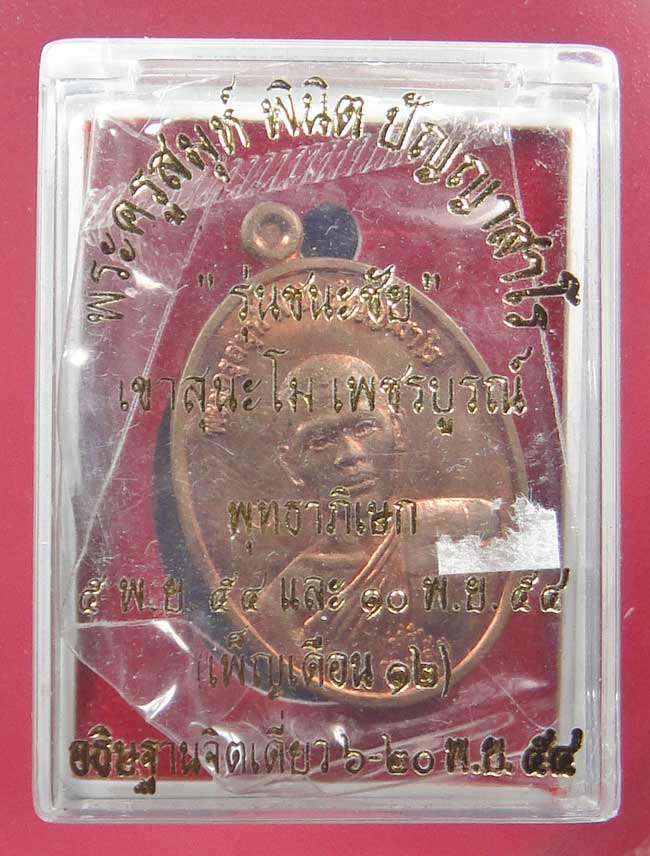 พระครูสมุห์ พินิต ปัญญาสาโร
"รุ่นชนะชัย"
เขาสุนะโม เพชรบูรณ์
พุทธาภิเษก
๕ พ.ย. ๕๔ และ ๑๐ พ.ย. ๕๔
(เพ็ญเดือน ๑๒)
อธิษฐานจิตเดี่ยว ๖-๒๐ พ.ย. ๕๔